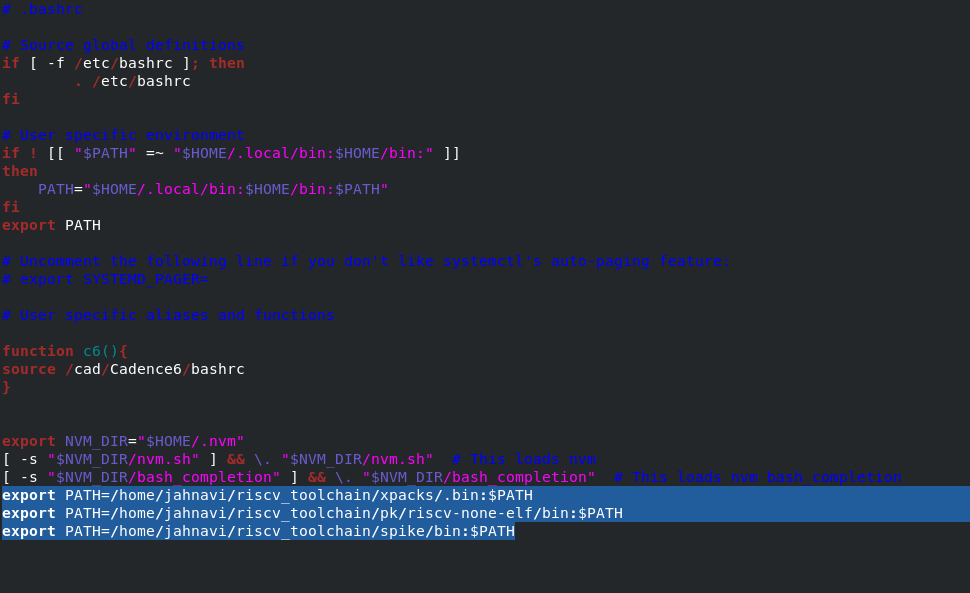 # .bashrc
# Source global definitions
if [ -f /etc/bashrc ]; then
. /etc/bashrc
fi
# User specific environment
if ! [[ "$PATH" =~ "$HOME/.local/bin:$HOME/bin:" ]]
then
PATH="$HOME/.local/bin:$HOME/bin:$PATH"
fi
export PATH
# Uncomment the following line if you don't like systemctl's auto-paging feature:
# export SYSTEMD_PAGER=
# User specific aliases and functions
function c6(){
source /cad/Cadence6/bashrc
}
export NVM_DIR="$HOME/.nvm"
[ -s "$NVM_DIR/nvm.sh" ] && \. "$NVM_DIR/nvm.sh"  # This loads nvm
[ -s "$NVM_DIR/bash_completion" ] && \. "$NVM_DIR/bash_completion"  # This loads nvm bash_completion
export PATH=/home/jahnavi/riscv_toolchain/xpacks/.bin:$PATH
export PATH=/home/jahnavi/riscv_toolchain/pk/riscv-none-elf/bin:$PATH
export PATH=/home/jahnavi/riscv_toolchain/spike/bin:$PATH